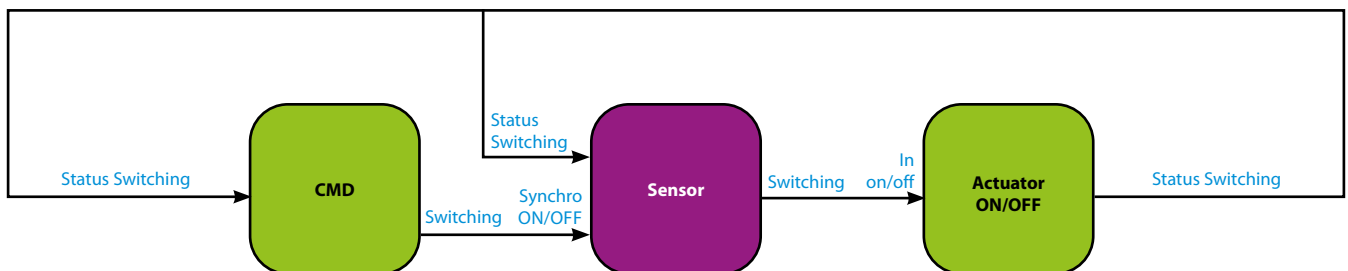 Status Switching
CMD
Switching
Status
Switching
Synchro
ON/OFF
Sensor
Switching
In
on/off
Actuator
ON/OFF
Status Switching